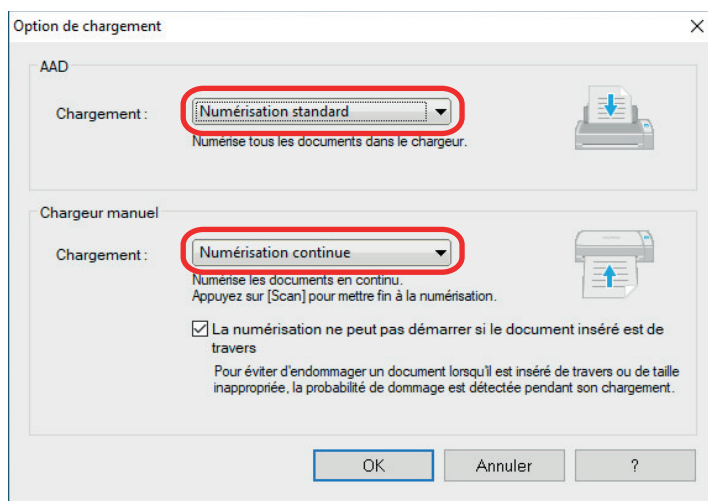 Option de chargement
AAD
Chargement :
Numérisation standard
Numérise tous les documents dans le chargeur.
Chargeur manuel
Chargement :
Numérisation continue
Numérise les documents en continu.
Appuyez sur [Scan] pour mettre fin à la numérisation.
La numérisation ne peut pas démarrer si le document inséré est de
travers
Pour éviter d'endommager un document lorsqu'il est inséré de travers ou de taille
inappropriée, la probabilité de dommage est détectée pendant son chargement.
OK
Annuler
?